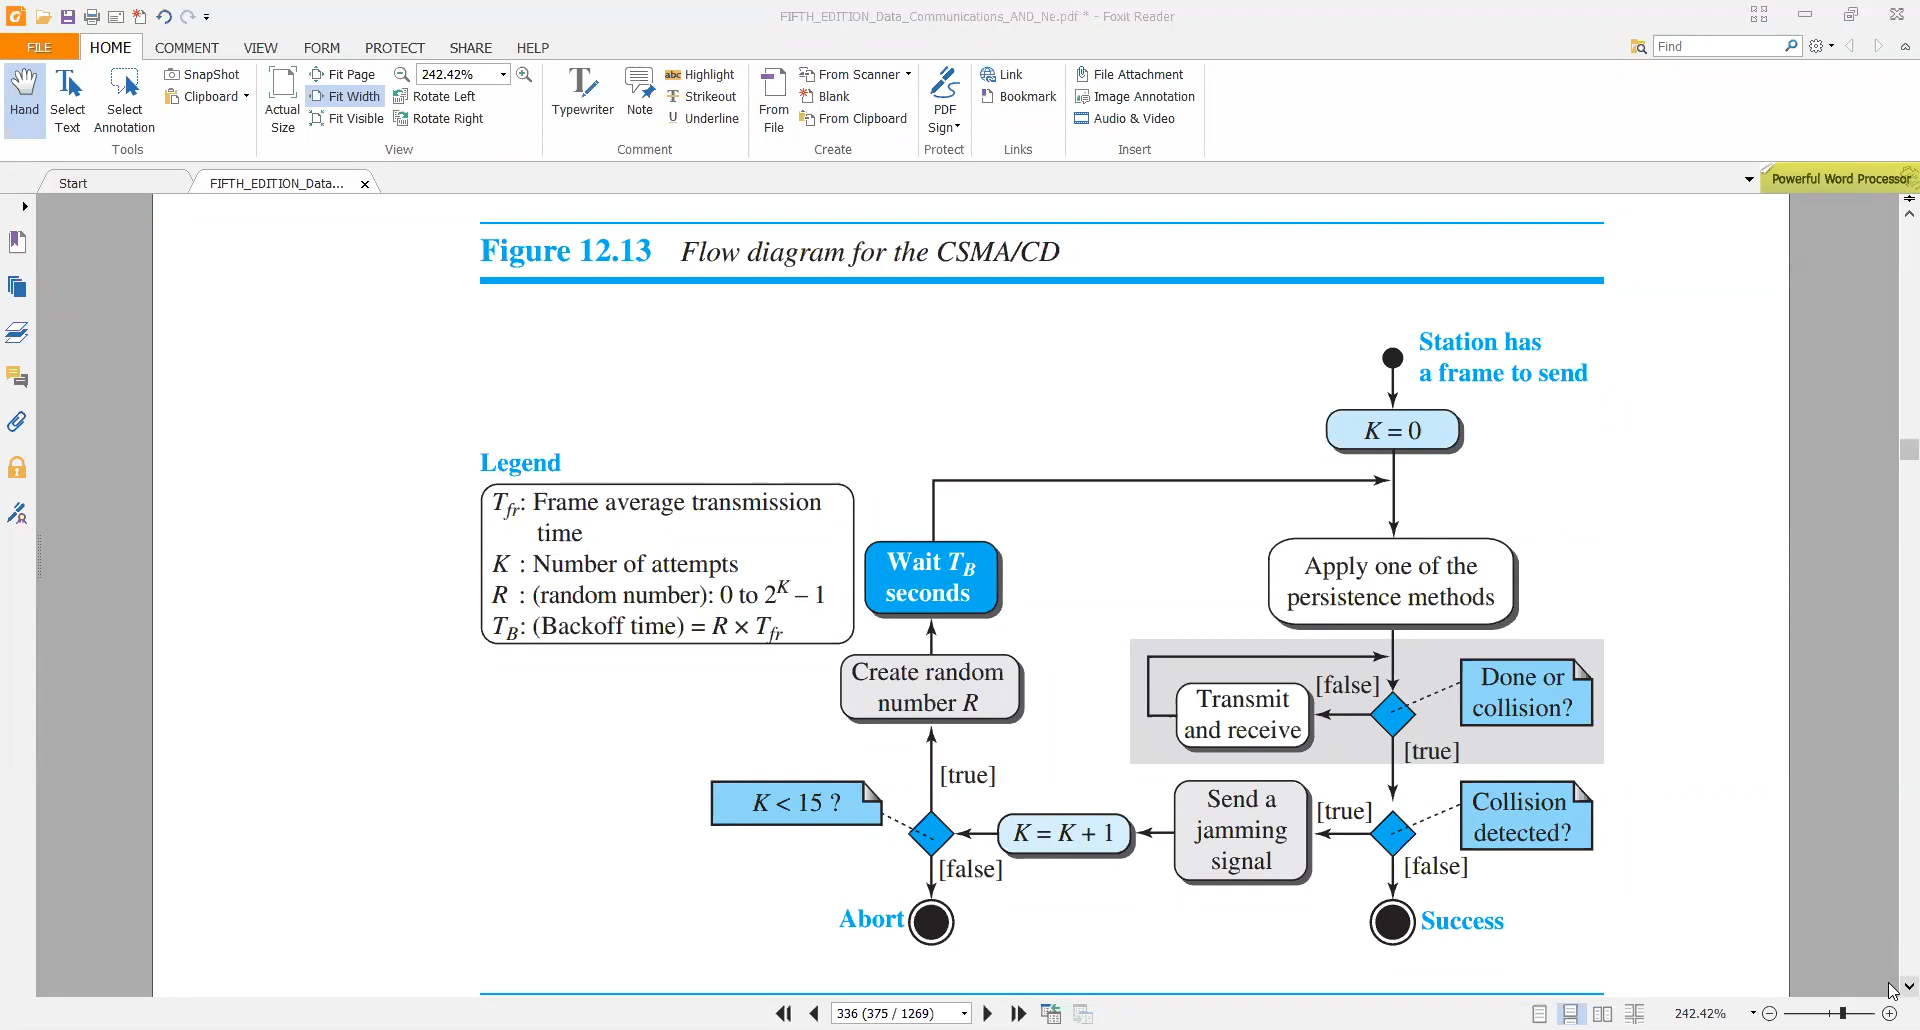 FIFTH_EDITION_Data_Communications_AND_Ne.pdf * - Foxit Reader
FILE HOME COMMENT VIEW FORM PROTECT SHARE HELP
Find
Hand
Select Text
Select Annotation
SnapShot
Clipboard
Tools
Actual Size
Fit Page
Fit Width
Fit Visible
242.42%
Rotate Left
Rotate Right
View
Typewriter
Note
Highlight
Strikeout
Underline
Comment
From File
From Scanner
Blank
From Clipboard
Create
PDF Sign
Protect
Link
Bookmark
Links
File Attachment
Image Annotation
Audio & Video
Insert
Start
FIFTH_EDITION_Data...
Powerful Word Processor
Figure 12.13 Flow diagram for the CSMA/CD
Station has
a frame to send
K = 0
Legend
Tfr: Frame average transmission
time
K : Number of attempts
R : (random number): 0 to 2^K – 1
TB: (Backoff time) = R × Tfr
Wait TB
seconds
Apply one of the
persistence methods
Create random
number R
Transmit
and receive
[false]
Done or
collision?
[true]
[true]
K < 15 ?
K = K + 1
Send a
jamming
signal
[true]
Collision
detected?
[false]
[false]
Abort
Success
336 (375 / 1269)
242.42%